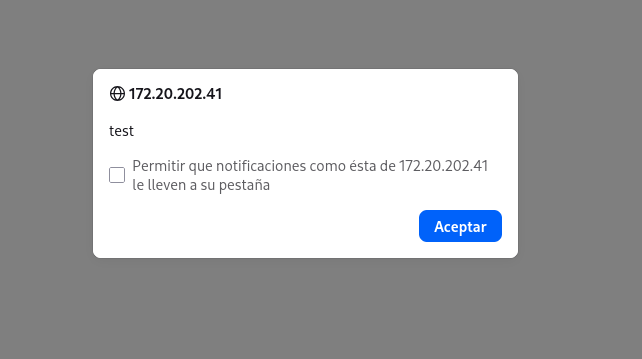 172.20.202.41
test
Permitir que notificaciones como ésta de 172.20.202.41
le lleven a su pestaña
Aceptar